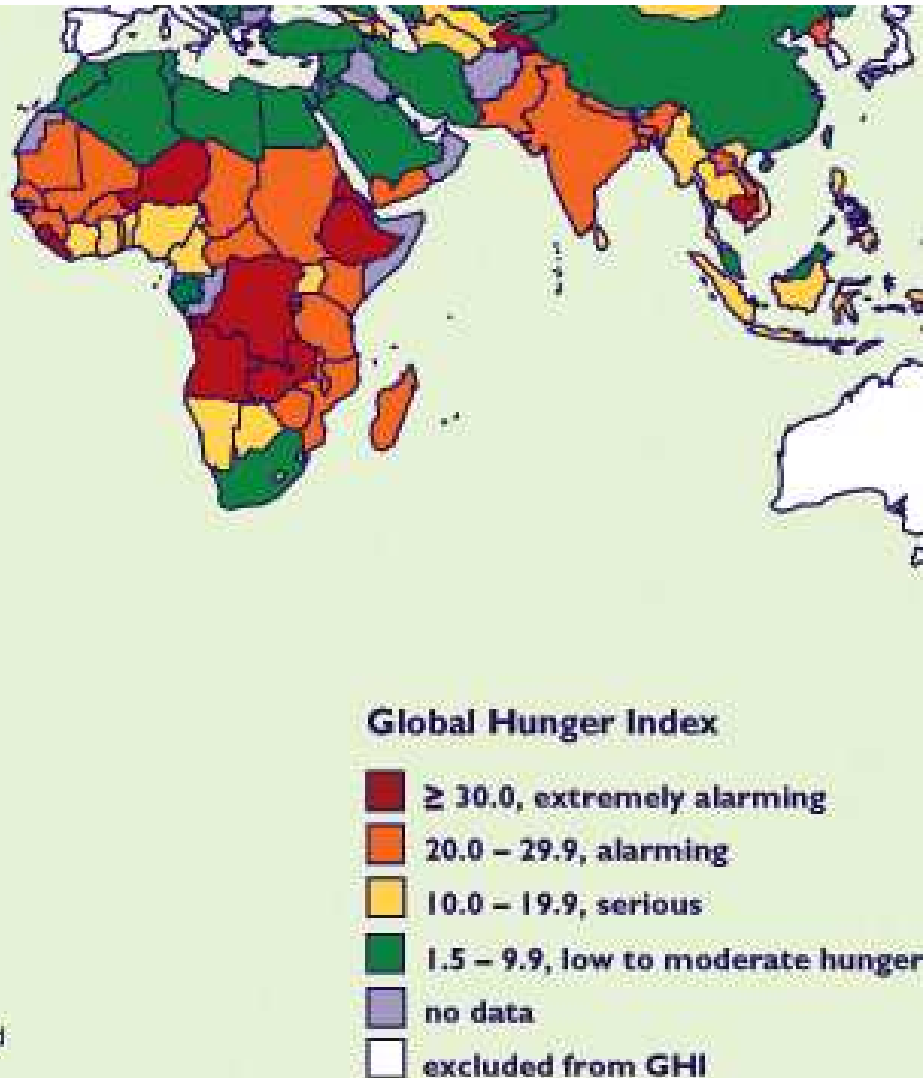 Global Hunger Index
≥ 30.0, extremely alarming
20.0 – 29.9, alarming
10.0 – 19.9, serious
1.5 – 9.9, low to moderate hunger
no data
d
excluded from GHI